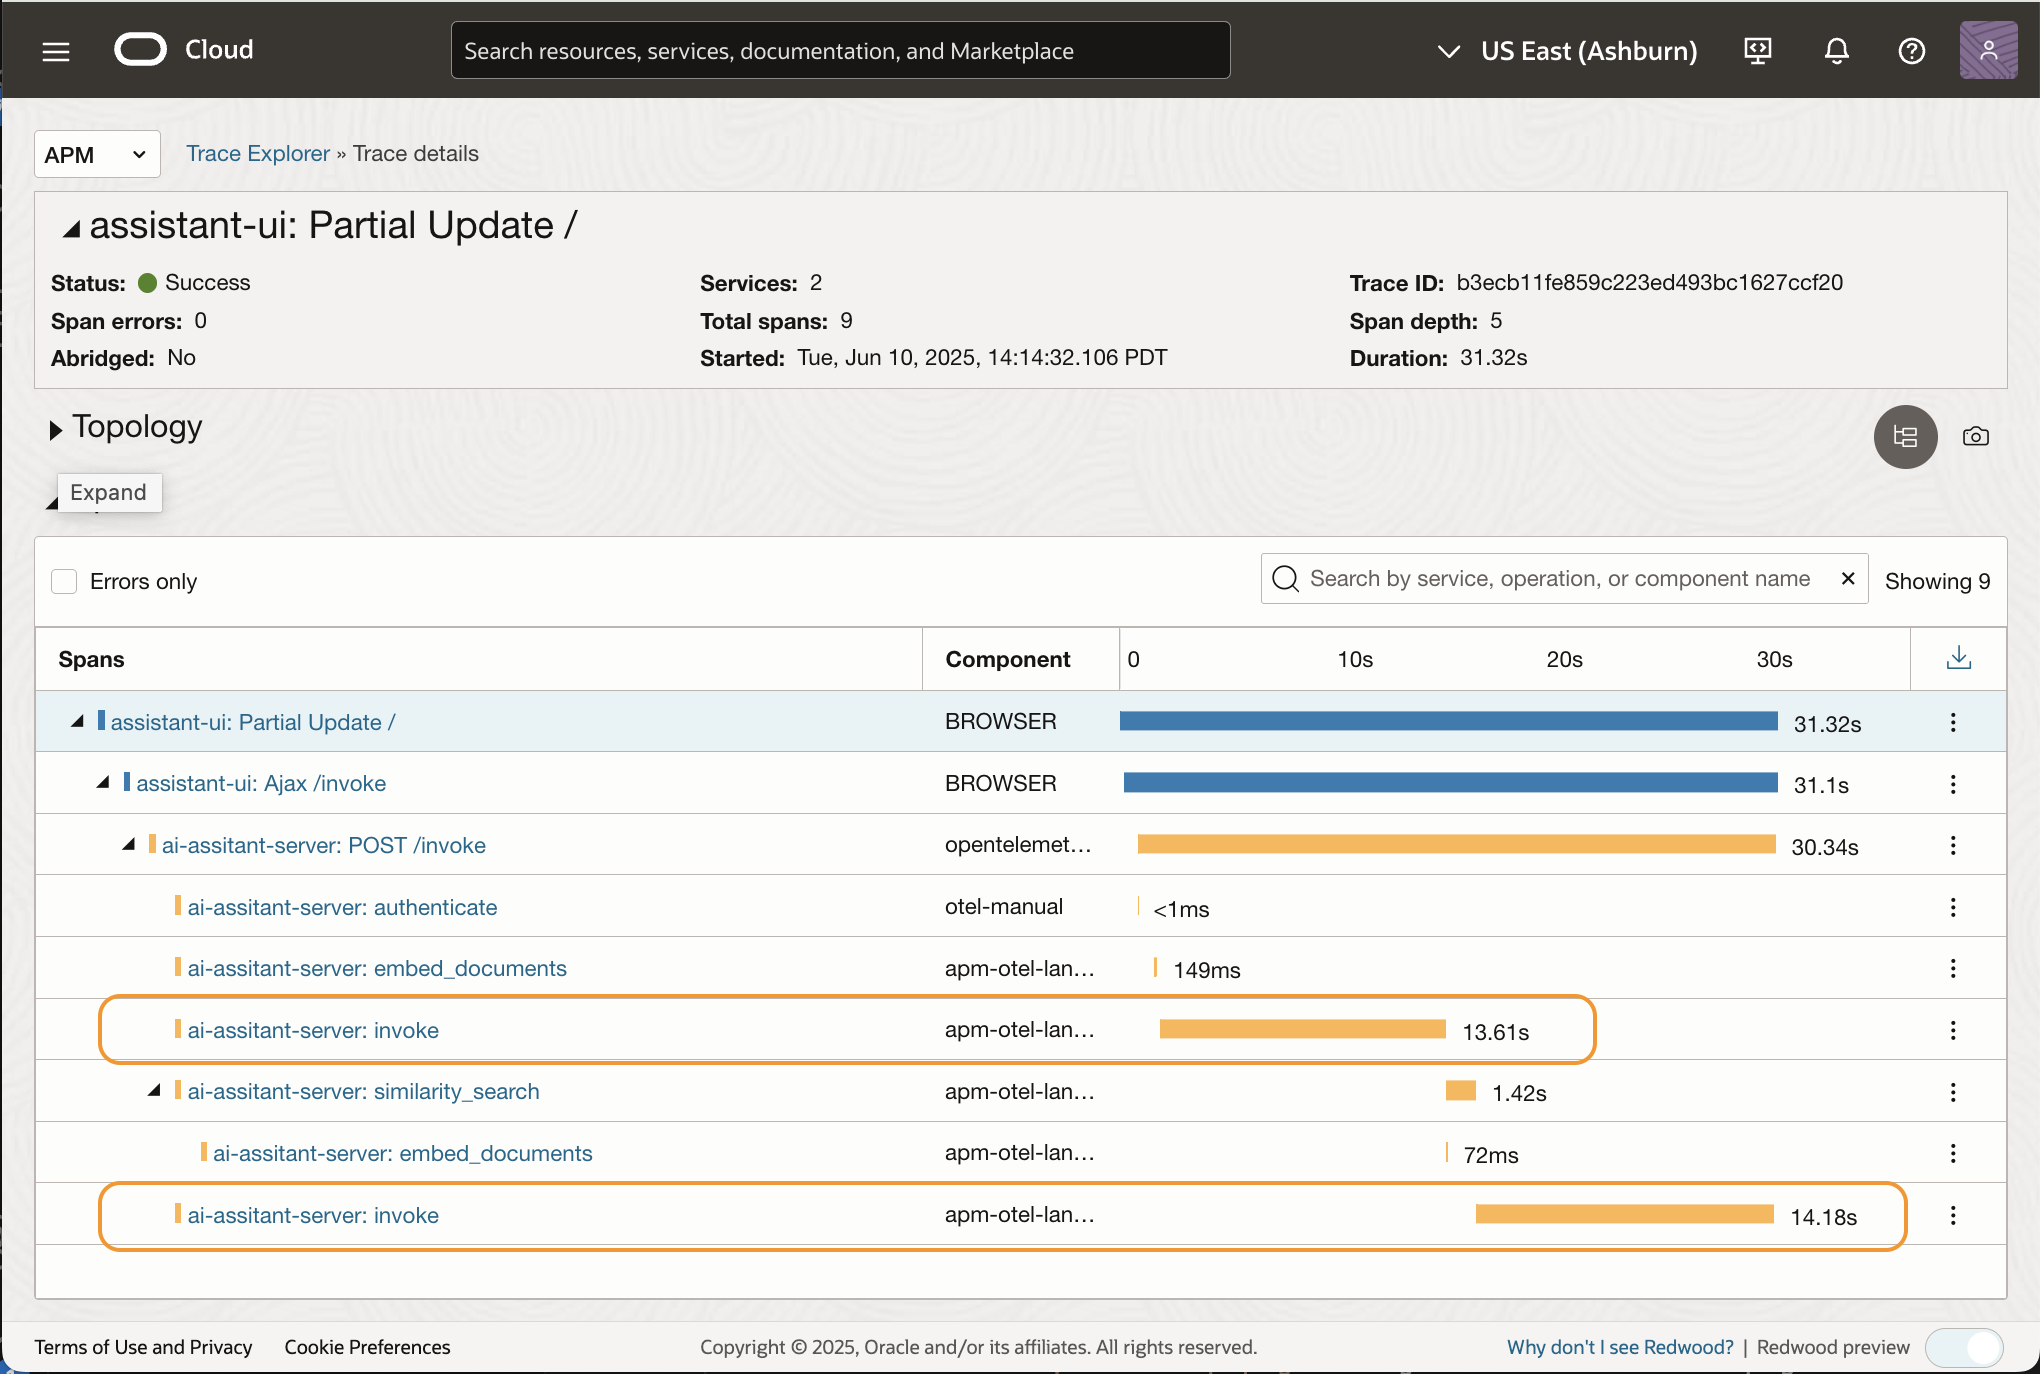 Cloud
Search resources, services, documentation, and Marketplace
US East (Ashburn)
APM
Trace Explorer » Trace details
assistant-ui: Partial Update /
Status: Success
Services: 2
Trace ID: b3ecb11fe859c223ed493bc1627ccf20
Span errors: 0
Total spans: 9
Span depth: 5
Abridged: No
Started: Tue, Jun 10, 2025, 14:14:32.106 PDT
Duration: 31.32s
Topology
Expand
Errors only
Search by service, operation, or component name
Showing 9
Spans Component 0 10s 20s 30s
assistant-ui: Partial Update / BROWSER 31.32s
assistant-ui: Ajax /invoke BROWSER 31.1s
ai-assitant-server: POST /invoke opentelemet... 30.34s
ai-assitant-server: authenticate otel-manual <1ms
ai-assitant-server: embed_documents apm-otel-lan... 149ms
ai-assitant-server: invoke apm-otel-lan... 13.61s
ai-assitant-server: similarity_search apm-otel-lan... 1.42s
ai-assitant-server: embed_documents apm-otel-lan... 72ms
ai-assitant-server: invoke apm-otel-lan... 14.18s
Terms of Use and Privacy Cookie Preferences Copyright © 2025, Oracle and/or its affiliates. All rights reserved. Why don't I see Redwood? | Redwood preview